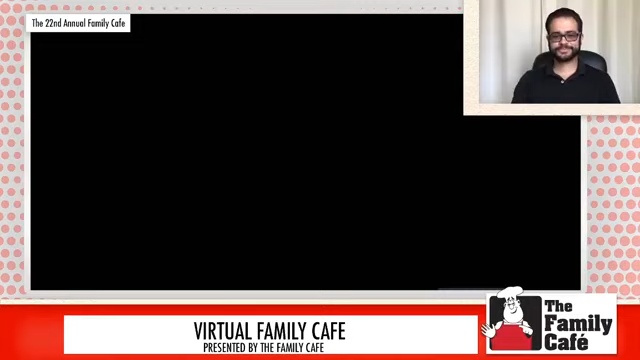 The 22nd Annual Family Cafe
VIRTUAL FAMILY CAFE
PRESENTED BY THE FAMILY CAFE
The
Family
Café